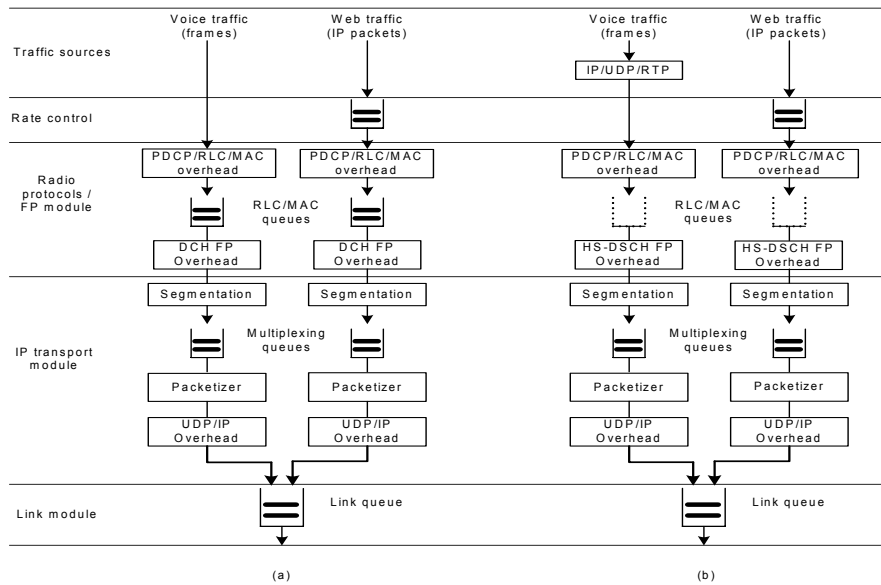 Voice traffic
(frames)
Web traffic
(IP packets)
Voice traffic
(frames)
Web traffic
(IP packets)
Traffic sources
IP/UDP/RTP
Rate control
PDCP/RLC/MAC
overhead
PDCP/RLC/MAC
overhead
PDCP/RLC/MAC
overhead
PDCP/RLC/MAC
overhead
Radio
protocols /
FP module
RLC/MAC
queues
RLC/MAC
queues
DCH FP
Overhead
DCH FP
Overhead
HS-DSCH FP
Overhead
HS-DSCH FP
Overhead
Segmentation
Segmentation
Segmentation
Segmentation
IP transport
module
Multiplexing
queues
Multiplexing
queues
Packetizer
Packetizer
Packetizer
Packetizer
UDP/IP
Overhead
UDP/IP
Overhead
UDP/IP
Overhead
UDP/IP
Overhead
Link module
Link queue
Link queue
(a)
(b)